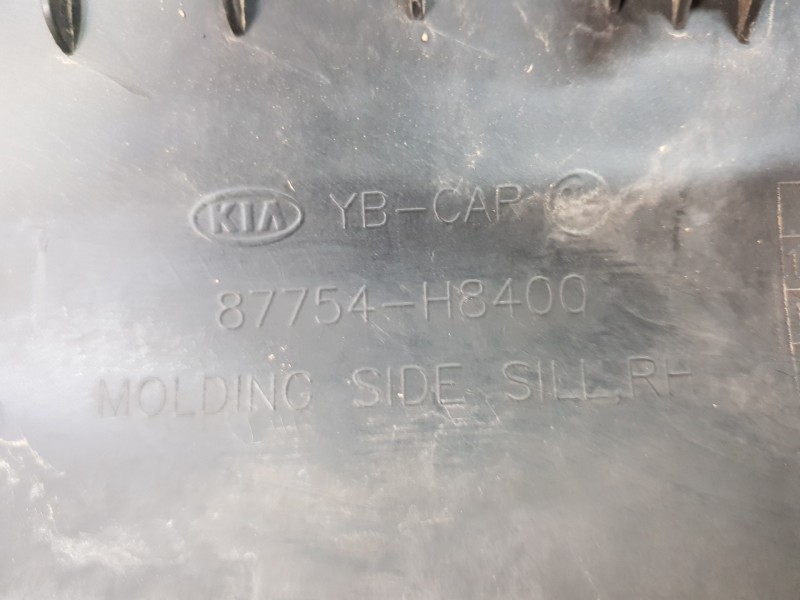 KIA YB-CAR
87754-H8400
MOLDING SIDE SILL,RH